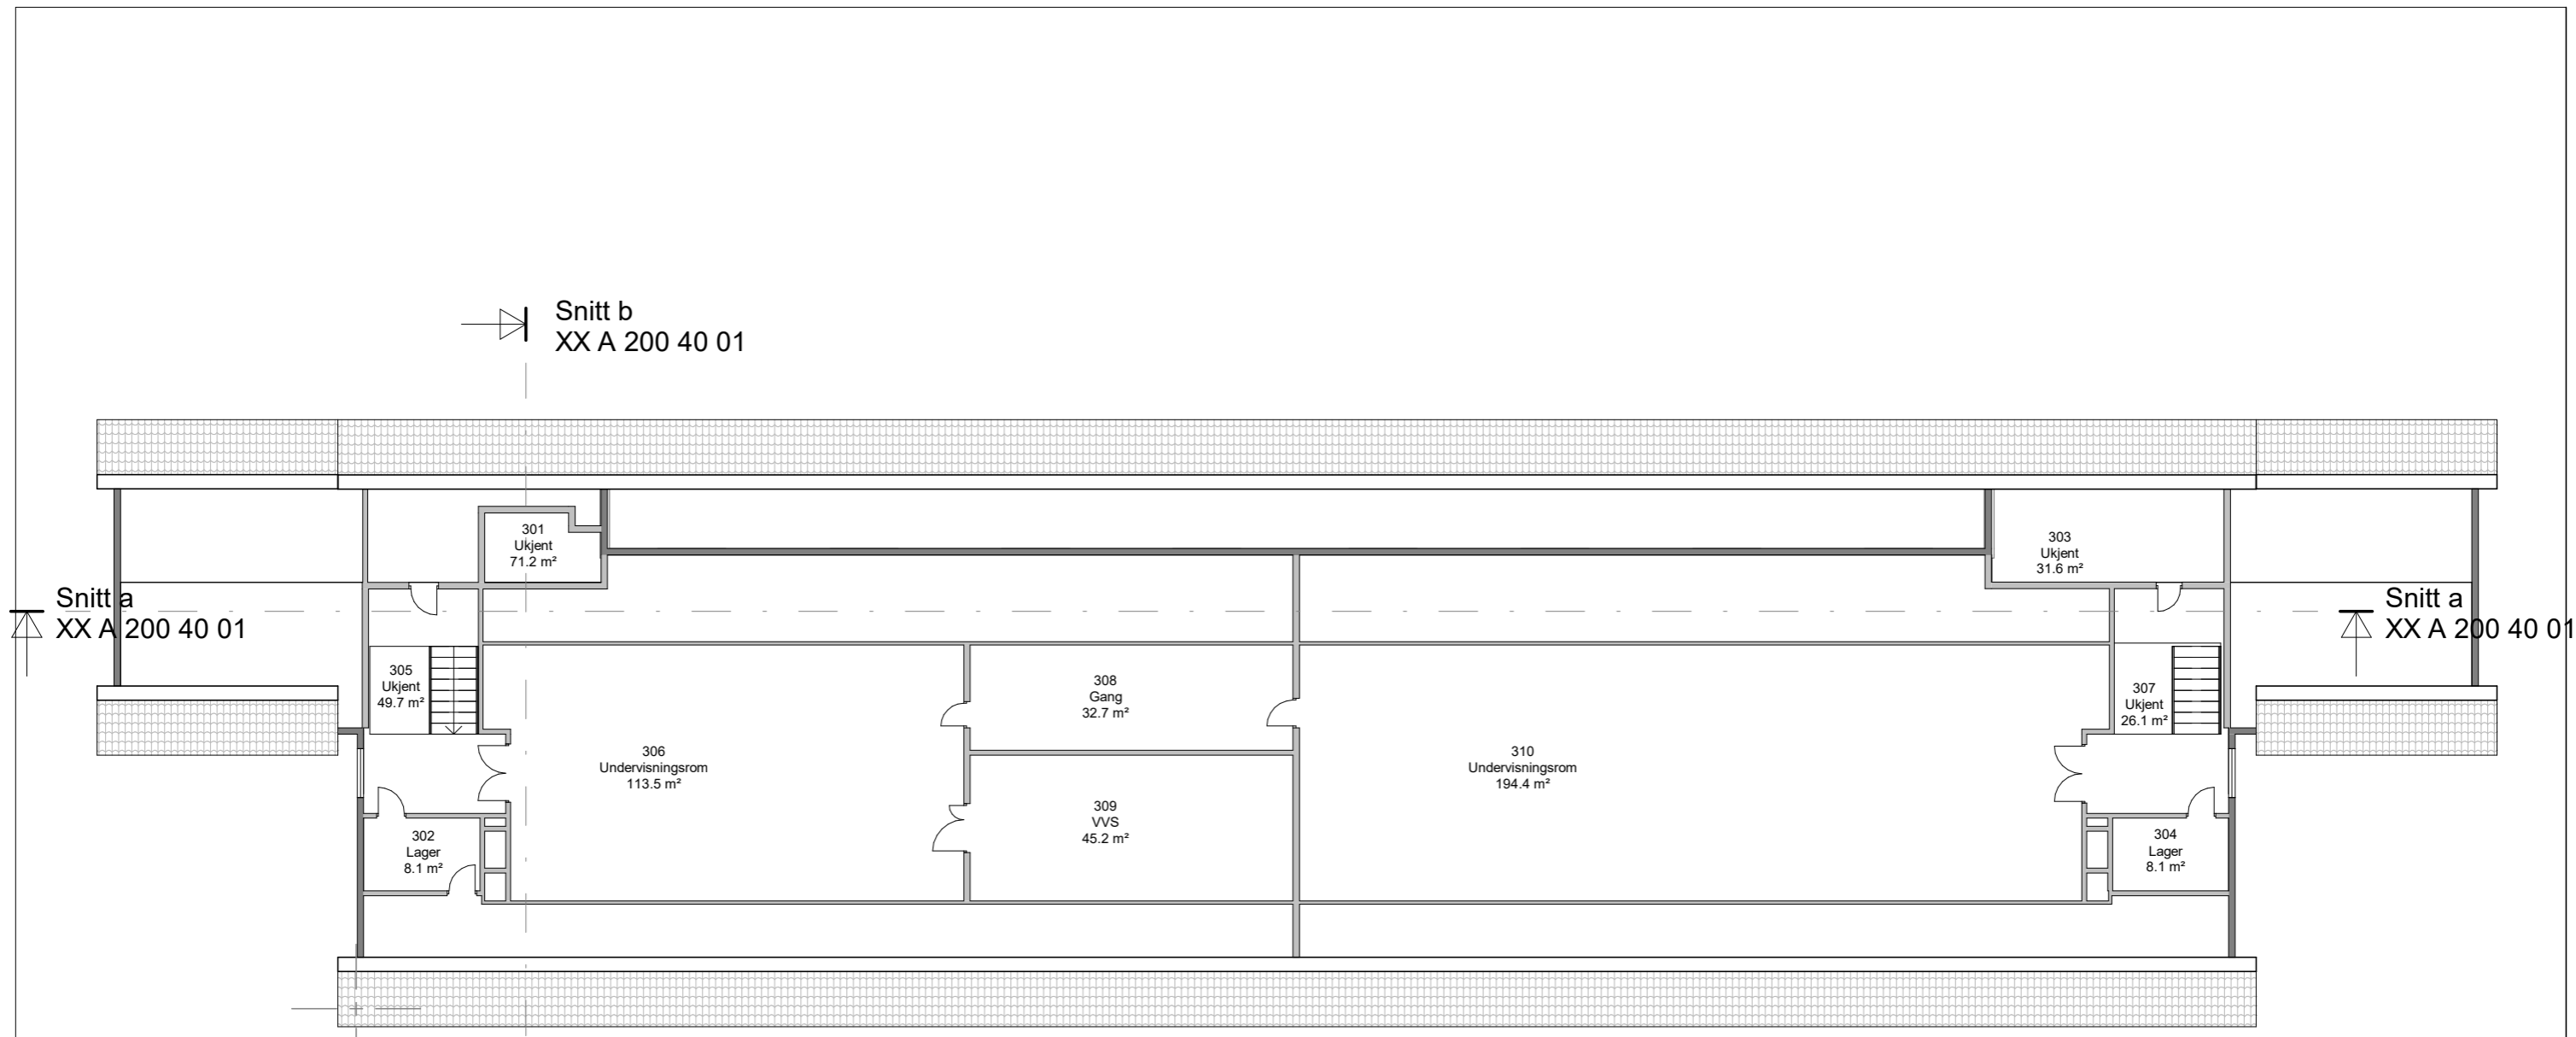 Snitt b
XX A 200 40 01
301
Ukjent
71.2 m²
303
Ukjent
31.6 m²
Snitt a
XX A 200 40 01
Snitt a
XX A 200 40 01
305
Ukjent
49.7 m²
308
Gang
32.7 m²
307
Ukjent
26.1 m²
306
Undervisningsrom
113.5 m²
310
Undervisningsrom
194.4 m²
309
VVS
45.2 m²
302
Lager
8.1 m²
304
Lager
8.1 m²